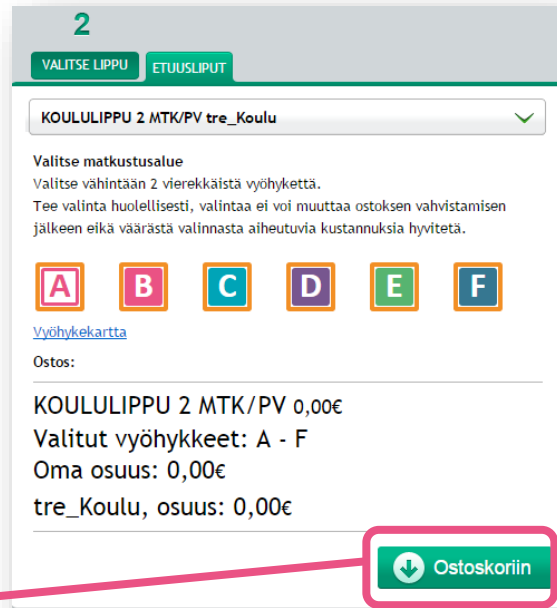 2
VALITSE LIPPU ETUUSLIPUT
KOULULIPPU 2 MTK/PV tre_Koulu
Valitse matkustusalue
Valitse vähintään 2 vierekkäistä vyöhykettä.
Tee valinta huolellisesti, valintaa ei voi muuttaa ostoksen vahvistamisen
jälkeen eikä väärästä valinnasta aiheutuvia kustannuksia hyvitetä.
A B C D E F
Vyöhykekartta
Ostos:
KOULULIPPU 2 MTK/PV 0,00€
Valitut vyöhykkeet: A - F
Oma osuus: 0,00€
tre_Koulu, osuus: 0,00€
Ostoskoriin